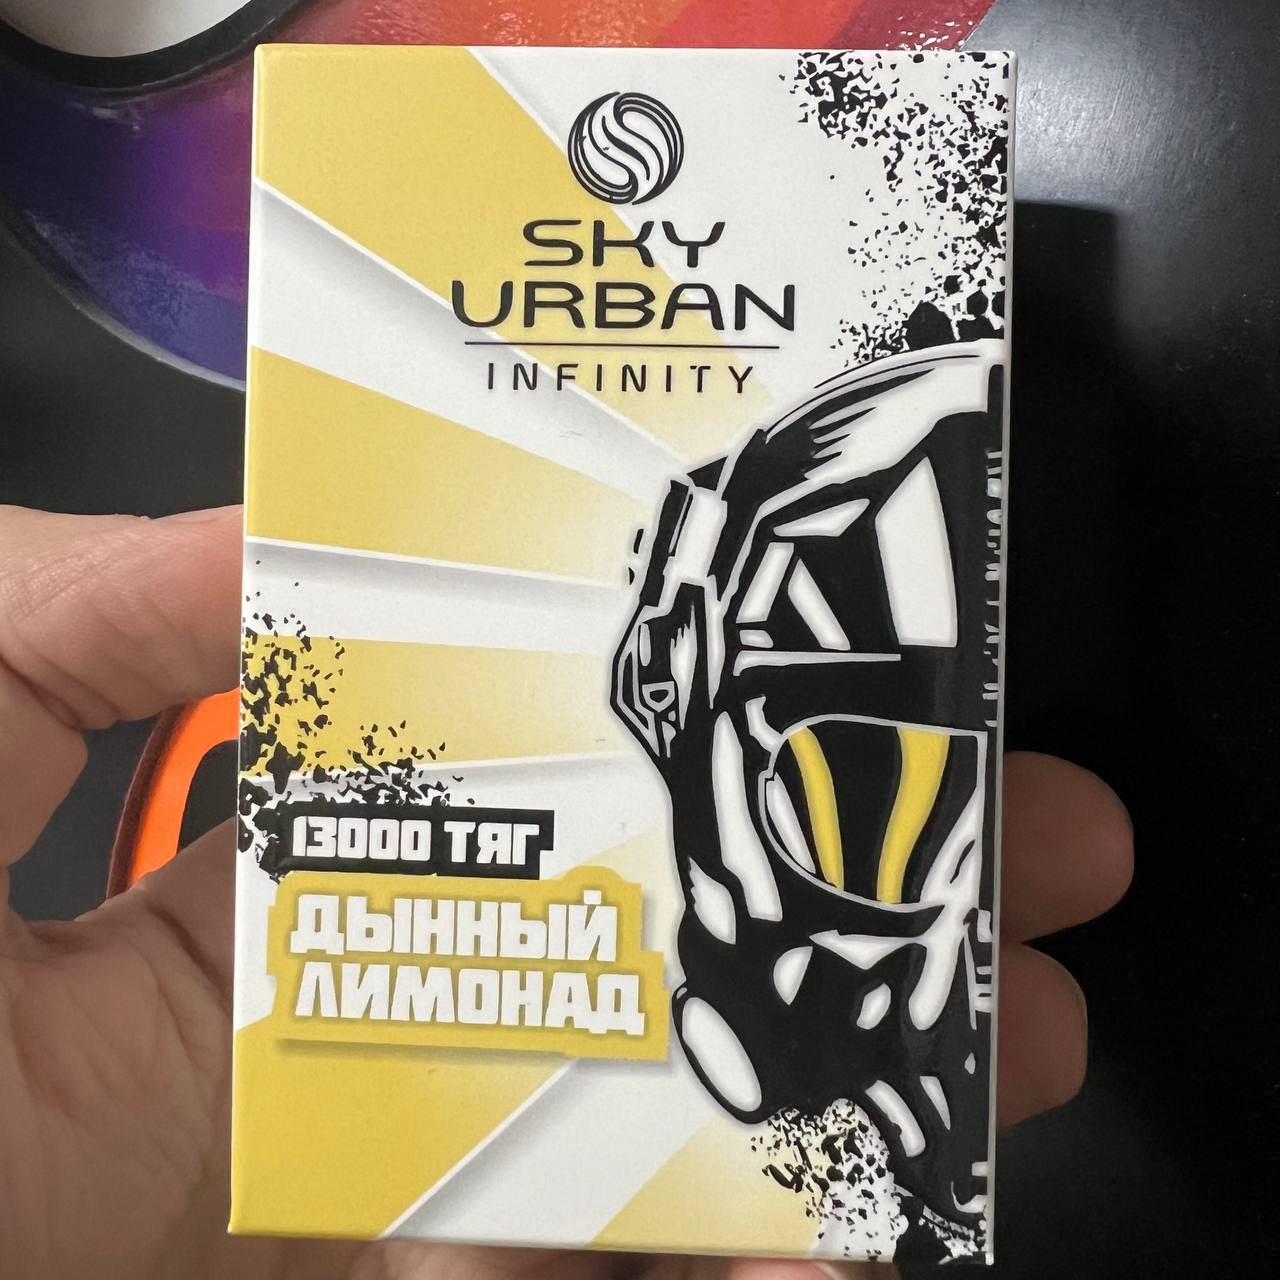 SKY
URBAN
INFINITY
13000 ТЯГ
ДЫННЫЙ
ЛИМОНАД